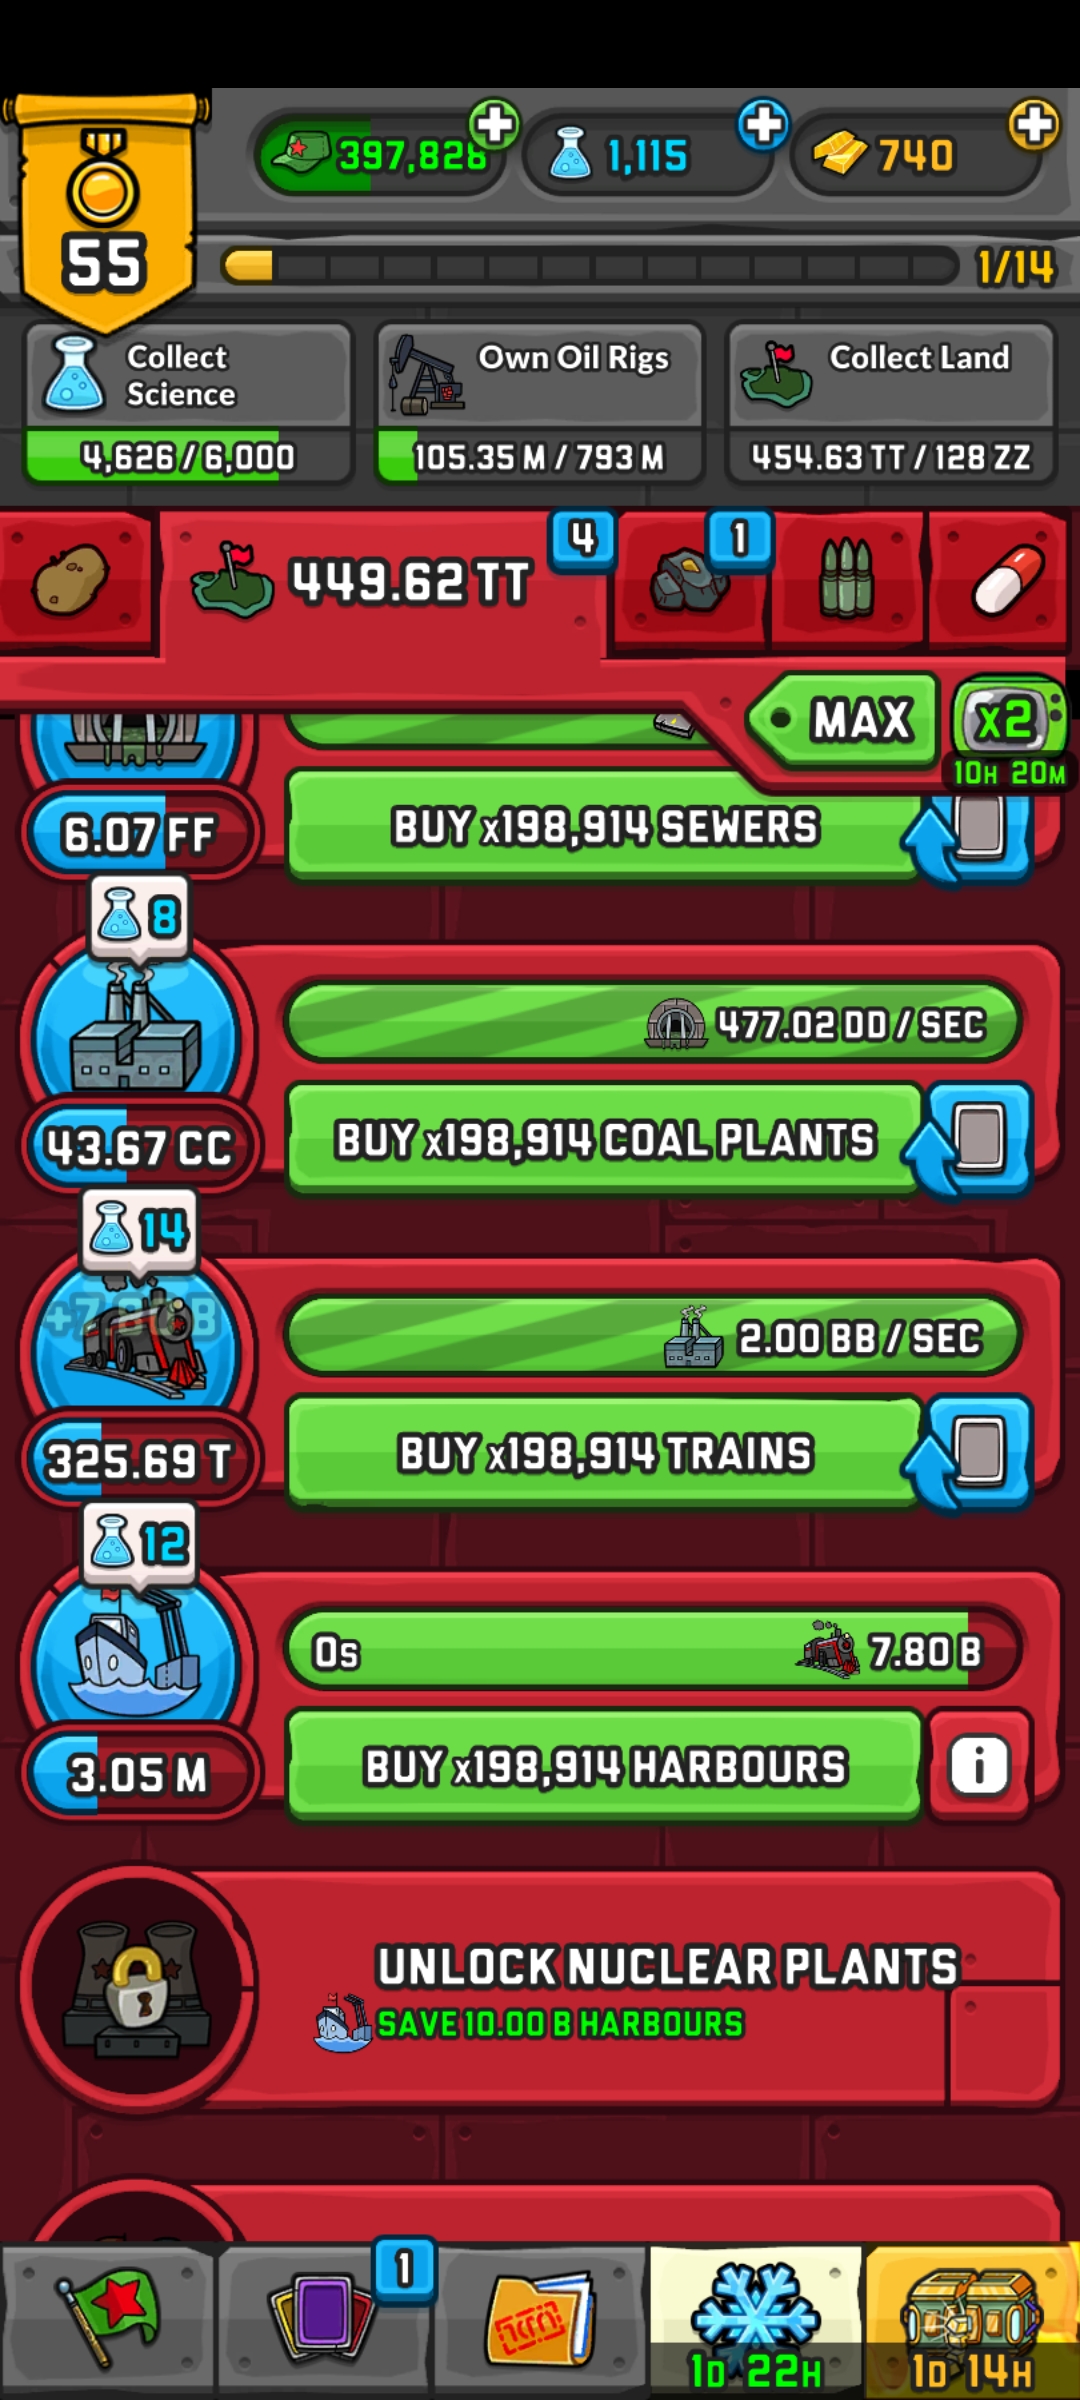 397,828
1,115
740
55
1/14
Collect
Science
4,626 / 6,000
Own Oil Rigs
105.35 M / 793 M
Collect Land
454.63 TT / 128 ZZ
449.62 TT
4
1
MAX
x2
10H 20M
6.07 FF
BUY x198,914 SEWERS
8
477.02 DD / SEC
43.67 CC
BUY x198,914 COAL PLANTS
14
2.00 BB / SEC
325.69 T
BUY x198,914 TRAINS
12
0s
7.80 B
3.05 M
BUY x198,914 HARBOURS
i
UNLOCK NUCLEAR PLANTS
SAVE 10.00 B HARBOURS
1
1D 22H
1D 14H